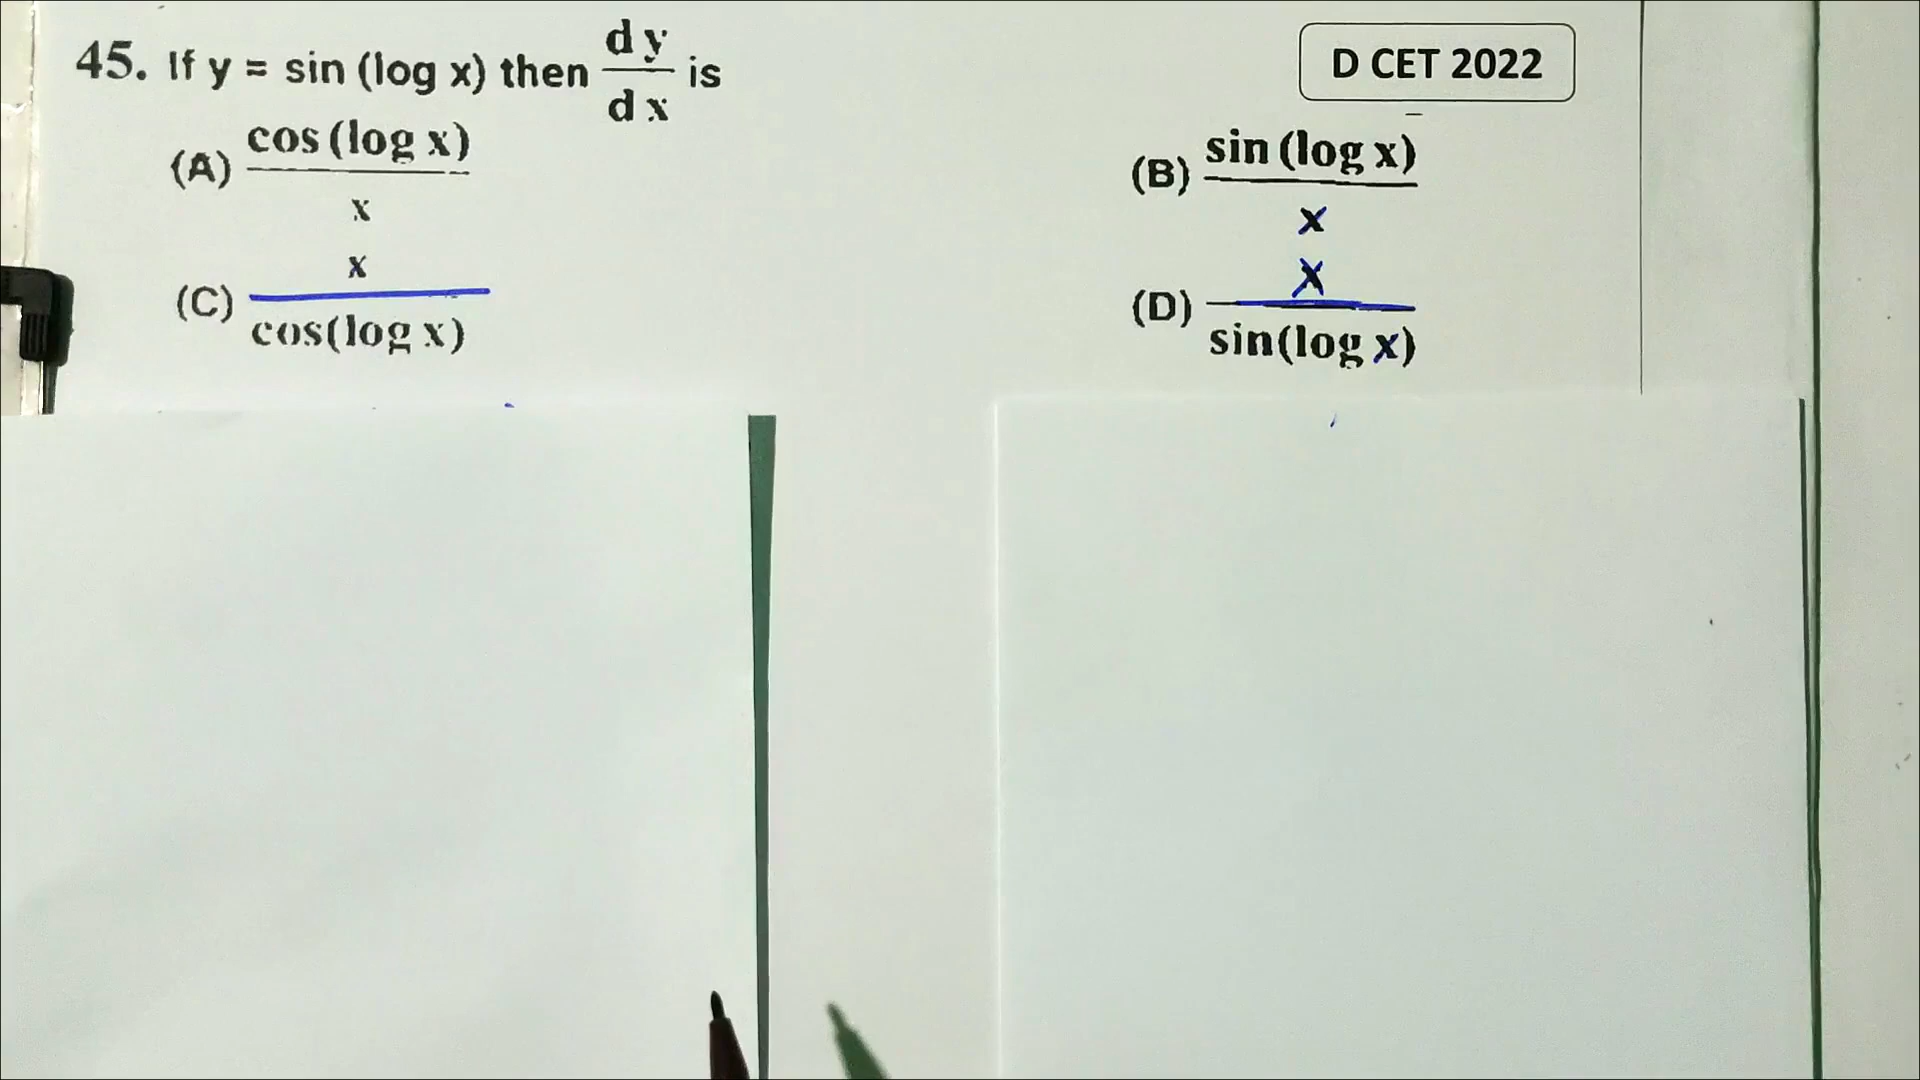 45. If y = sin (log x) then dy/dx is
D CET 2022
(A) cos (log x) / x
(B) sin (log x) / x
(C) x / cos(log x)
(D) x / sin(log x)